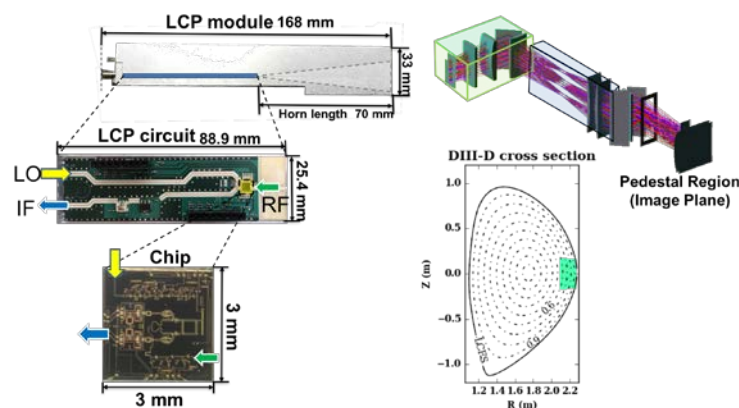 LCP module 168 mm
33 mm
Horn length 70 mm
LCP circuit 88.9 mm
LO
IF
RF
25.4 mm
Chip
3 mm
3 mm
Pedestal Region
(Image Plane)
DIII-D cross section
1.0
0.5
0.0
-0.5
-1.0
Z (m)
0.6
0.9
LCFS
1.2 1.4 1.6 1.8 2.0 2.2
R (m)